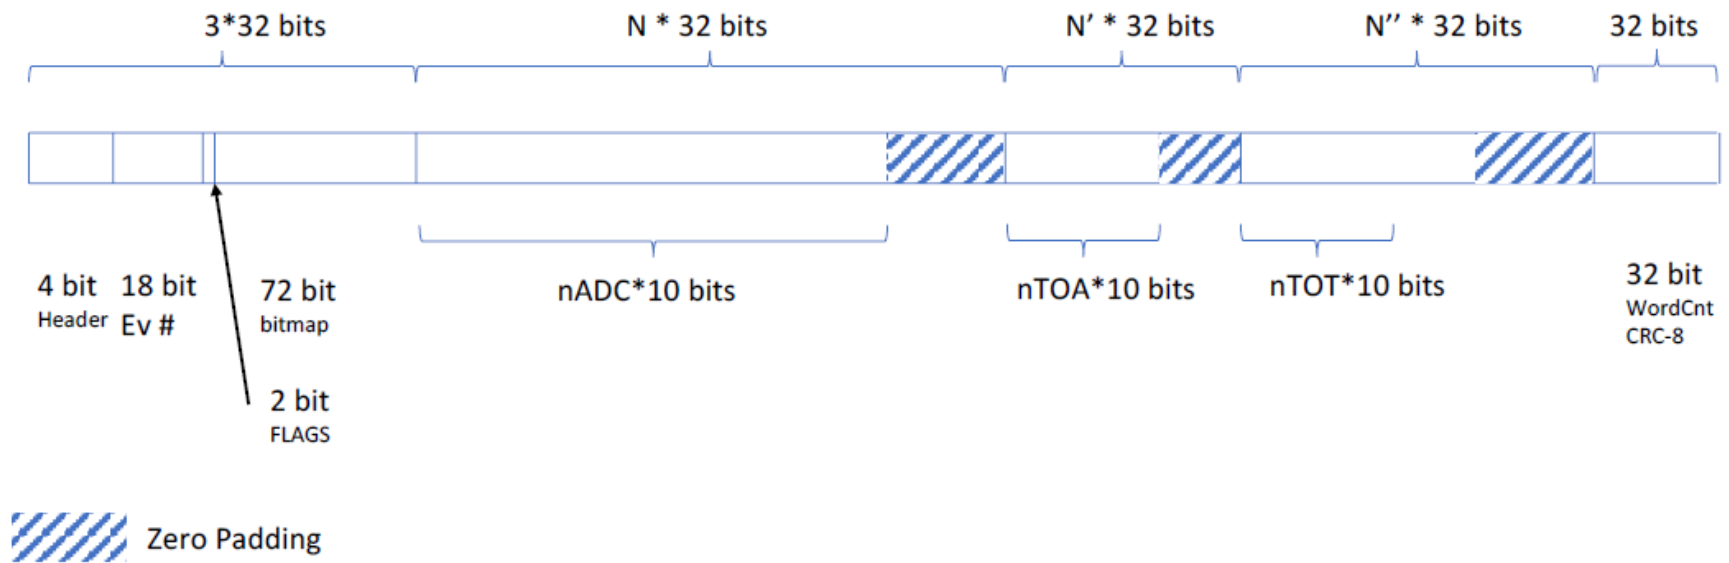 3*32 bits
N * 32 bits
N’ * 32 bits
N’’ * 32 bits
32 bits
4 bit
Header
18 bit
Ev #
72 bit
bitmap
nADC*10 bits
nTOA*10 bits
nTOT*10 bits
32 bit
WordCnt
CRC-8
2 bit
FLAGS
Zero Padding